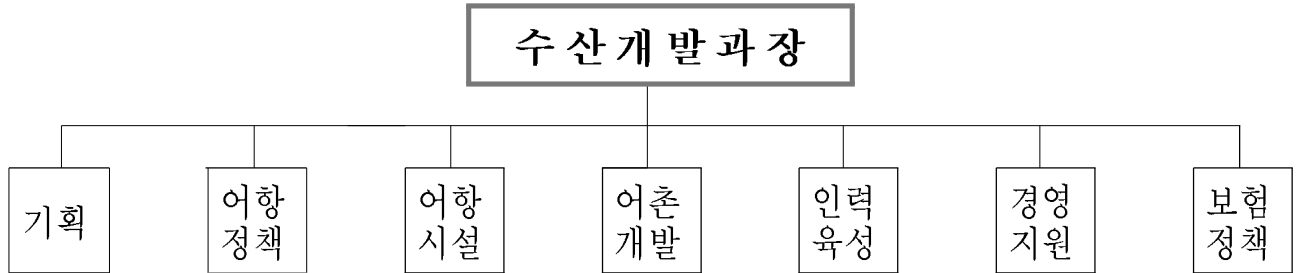 수산개발과장
기획
어항
정책
어항
시설
어촌
개발
인력
육성
경영
지원
보험
정책